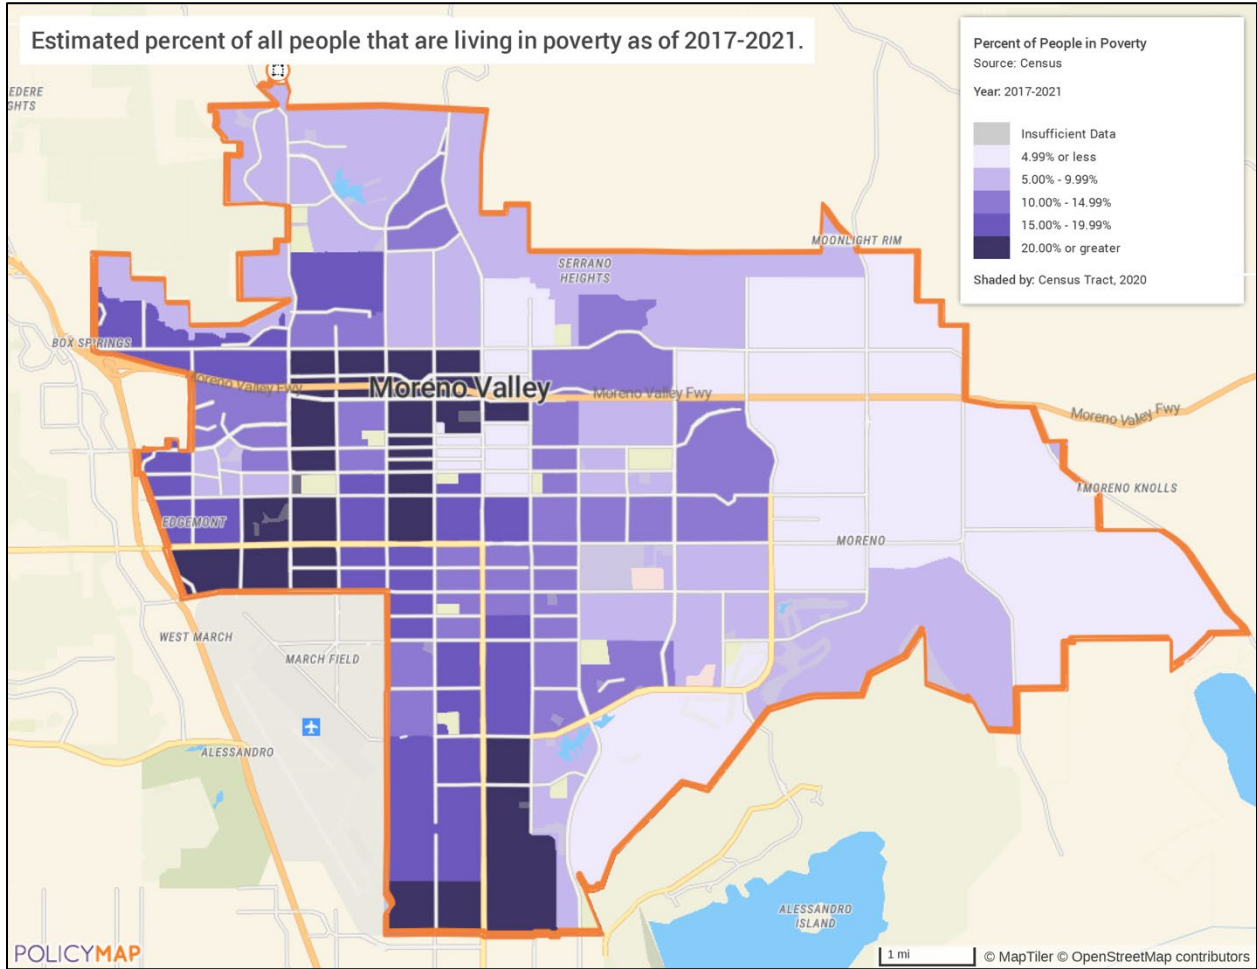 Estimated percent of all people that are living in poverty as of 2017-2021.
Percent of People in Poverty
Source: Census
Year: 2017-2021
Insufficient Data
4.99% or less
5.00% - 9.99%
10.00% - 14.99%
15.00% - 19.99%
20.00% or greater
Shaded by: Census Tract, 2020
EDERE
GHTS
MOONLIGHT RIM
SERRANO
HEIGHTS
BOX SPRINGS
Moreno Valley Fwy
Moreno Valley
Moreno Valley Fwy
Moreno Valley Fwy
MORENO KNOLLS
EDGEMONT
MORENO
WEST MARCH
MARCH FIELD
ALESSANDRO
ALESSANDRO
ISLAND
POLICYMAP
1 mi
© MapTiler © OpenStreetMap contributors